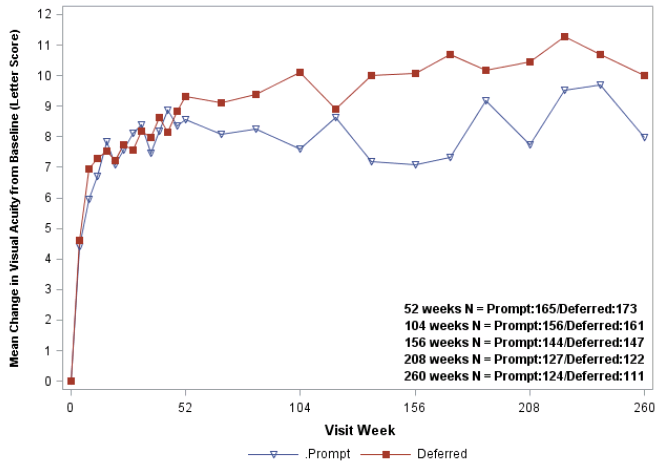 Mean Change in Visual Acuity from Baseline (Letter Score)
12
11
10
9
8
7
6
5
4
3
2
1
0
52 weeks N = Prompt:165/Deferred:173
104 weeks N = Prompt:156/Deferred:161
156 weeks N = Prompt:144/Deferred:147
208 weeks N = Prompt:127/Deferred:122
260 weeks N = Prompt:124/Deferred:111
0 52 104 156 208 260
Visit Week
.Prompt Deferred